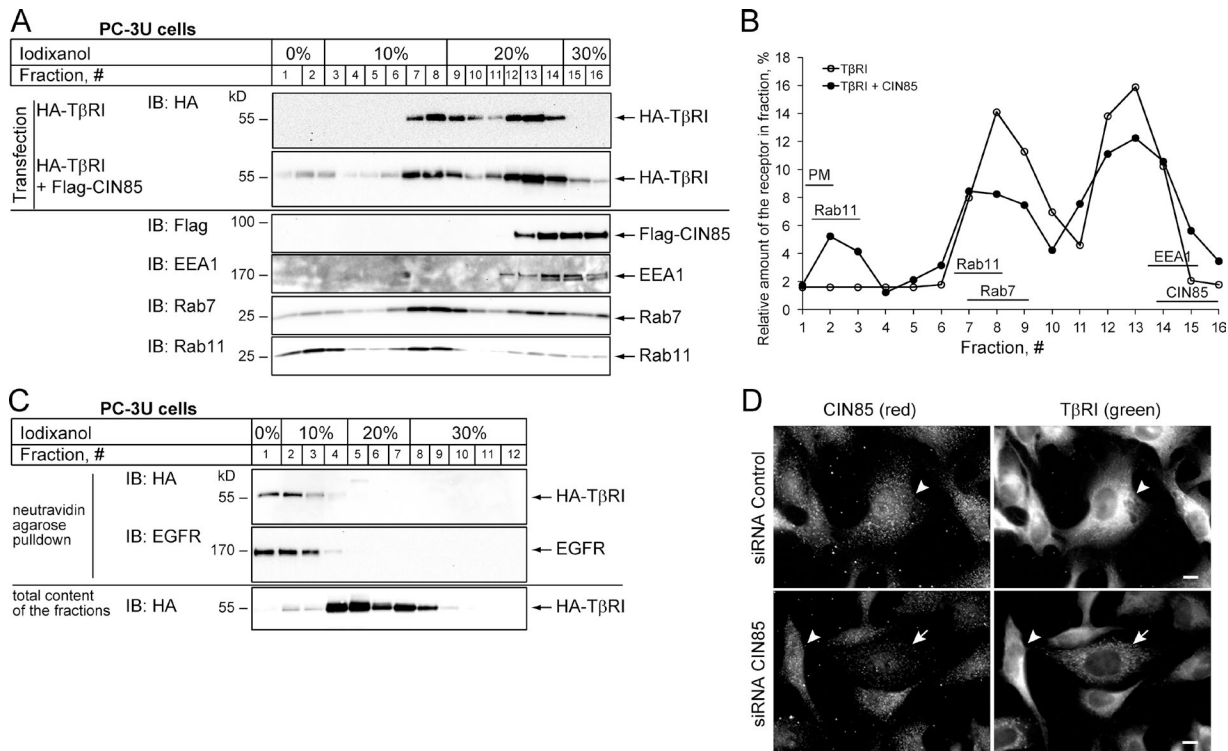 A
PC-3U cells
Iodixanol 0% 10% 20% 30%
Fraction, # 1 2 3 4 5 6 7 8 9 10 11 12 13 14 15 16
Transfection
HA-TβRI IB: HA kD 55 HA-TβRI
HA-TβRI
+ Flag-CIN85 55 HA-TβRI
IB: Flag 100 Flag-CIN85
IB: EEA1 170 EEA1
IB: Rab7 25 Rab7
IB: Rab11 25 Rab11
B
Relative amount of the receptor in fraction, %
18
16
14
12
10
8
6
4
2
0
TβRI
TβRI + CIN85
PM
Rab11
Rab11
Rab7
EEA1
CIN85
1 2 3 4 5 6 7 8 9 10 11 12 13 14 15 16
Fraction, #
C
PC-3U cells
Iodixanol 0% 10% 20% 30%
Fraction, # 1 2 3 4 5 6 7 8 9 10 11 12
neutravidin
agarose
pulldown
IB: HA kD 55 HA-TβRI
IB: EGFR 170 EGFR
total content
of the fractions IB: HA 55 HA-TβRI
D
CIN85 (red) TβRI (green)
siRNA Control
siRNA CIN85